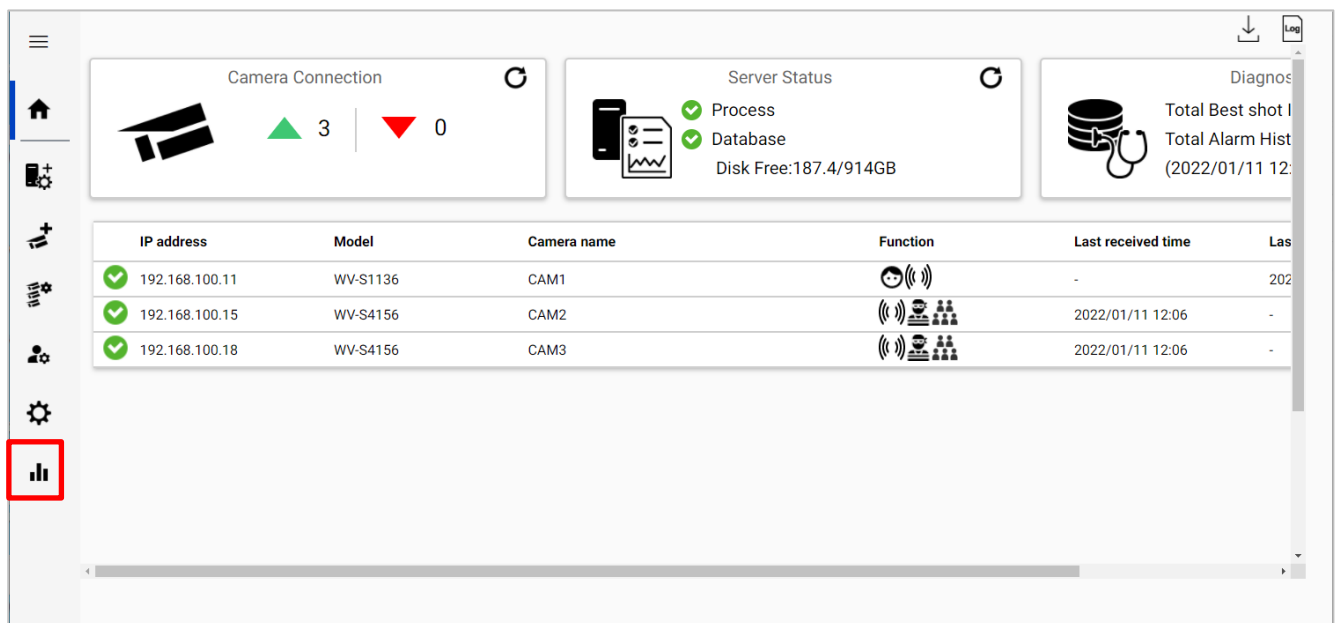 Log
Camera Connection
3
0
Server Status
Process
Database
Disk Free:187.4/914GB
Diagnos
Total Best shot
Total Alarm Hist
(2022/01/11 12:
IP address Model Camera name Function Last received time Las
192.168.100.11 WV-S1136 CAM1 - 202
192.168.100.15 WV-S4156 CAM2 2022/01/11 12:06 -
192.168.100.18 WV-S4156 CAM3 2022/01/11 12:06 -